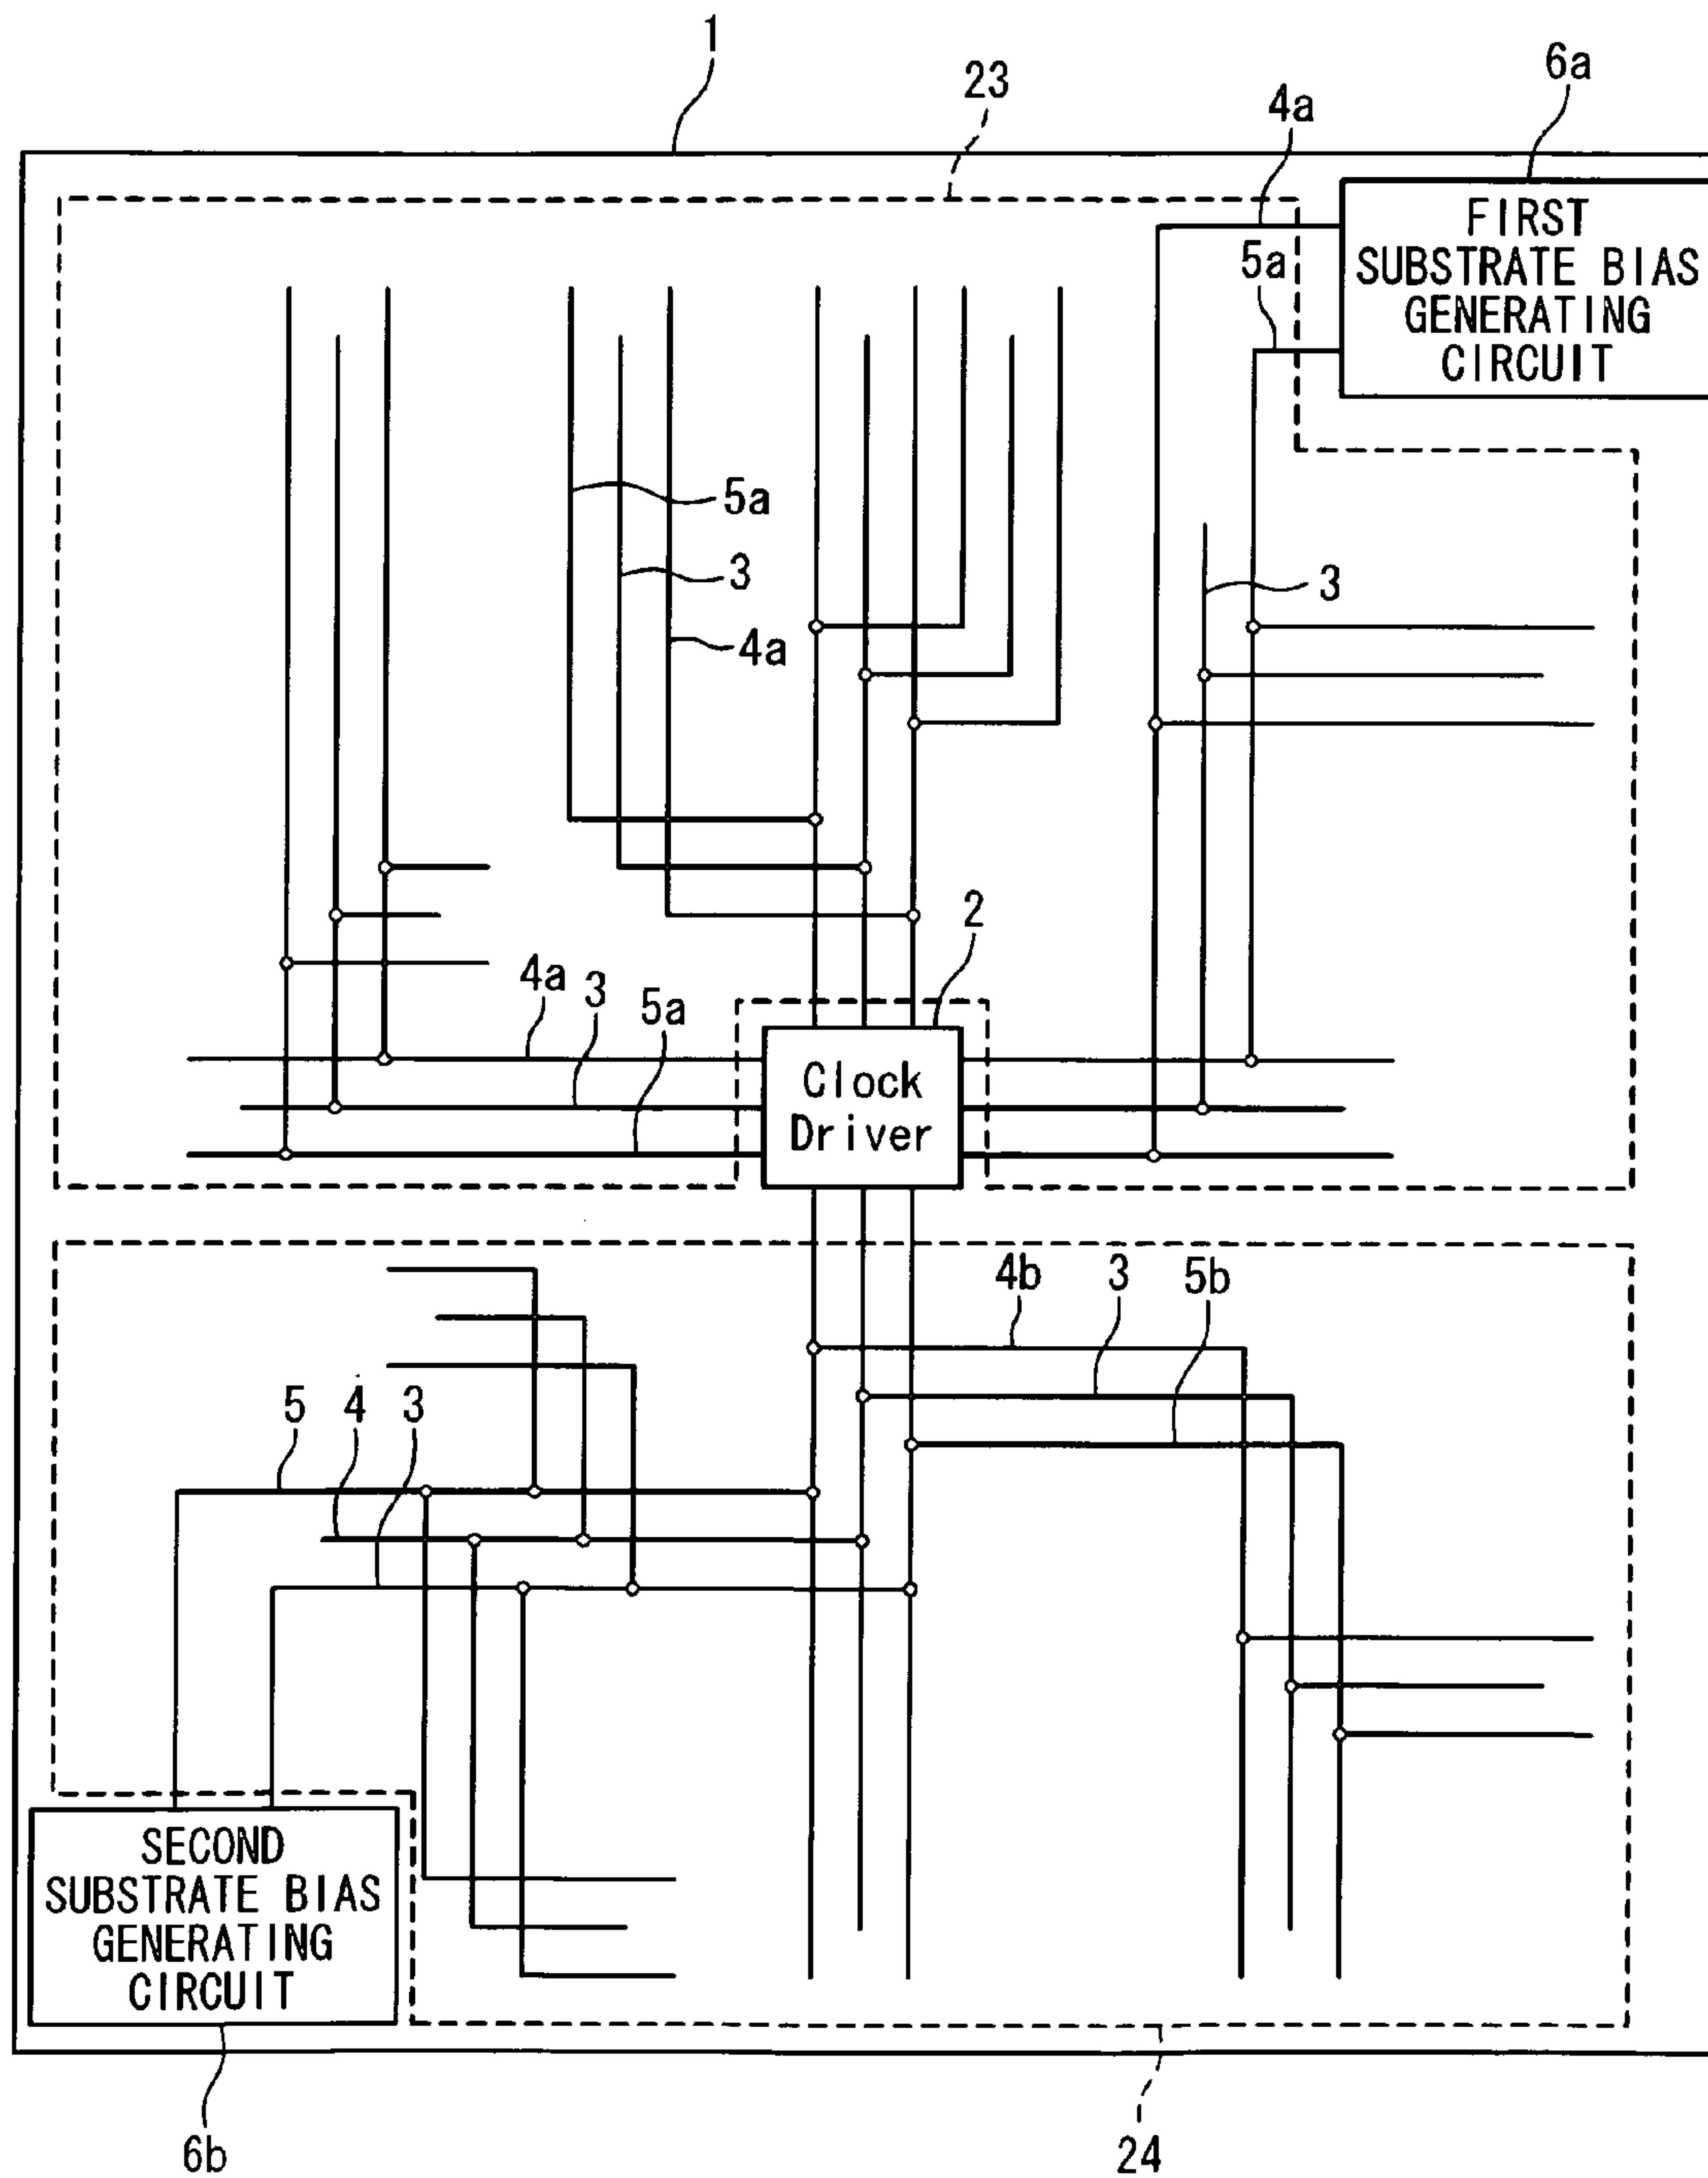 1
23
6a
4a
FIRST
SUBSTRATE BIAS
GENERATING
CIRCUIT
5a
5a
3
3
4a
2
4a
3
5a
Clock
Driver
4b
3
5b
5
4
3
SECOND
SUBSTRATE BIAS
GENERATING
CIRCUIT
6b
24